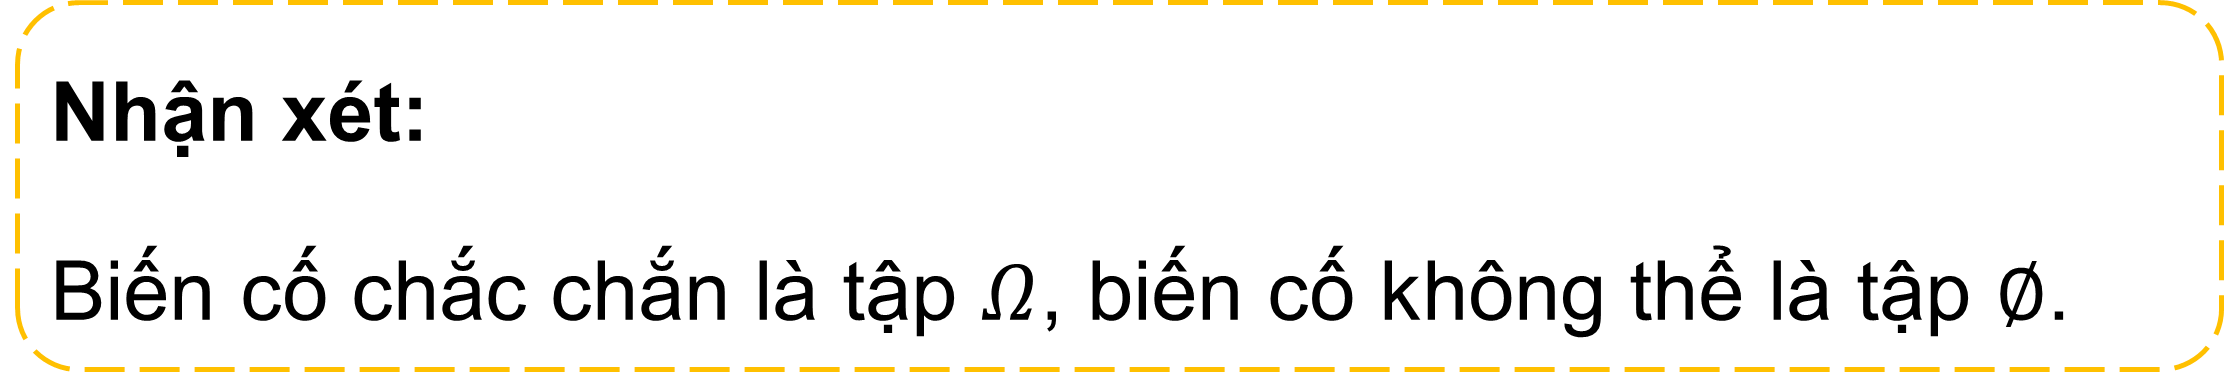 Nhận xét:
Biến cố chắc chắn là tập Ω, biến cố không thể là tập ∅.